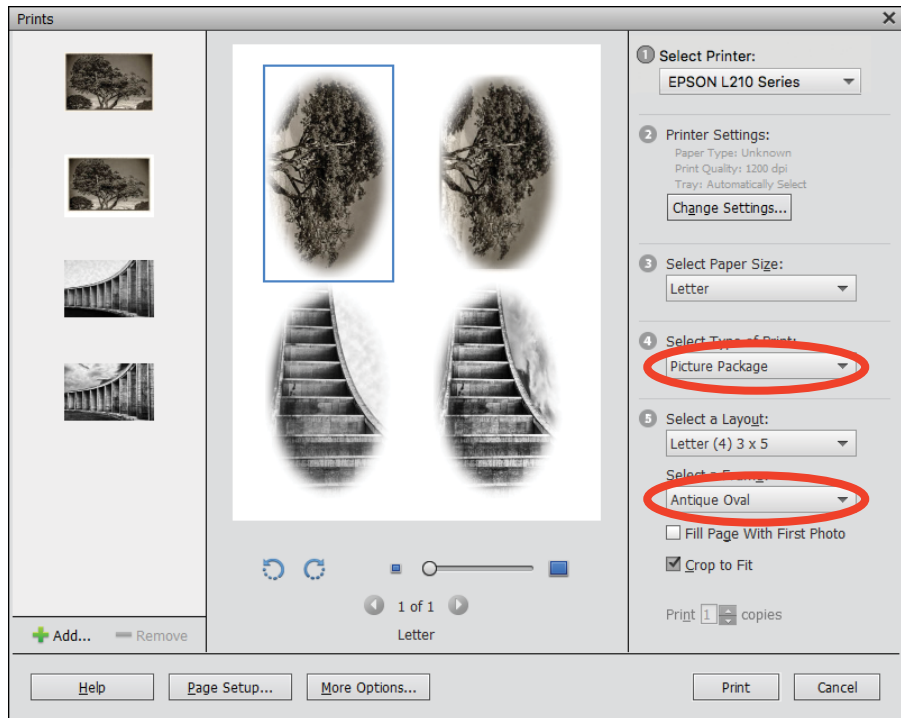 Prints
1 Select Printer:
EPSON L210 Series
2 Printer Settings:
Paper Type: Unknown
Print Quality: 1200 dpi
Tray: Automatically Select
Change Settings...
3 Select Paper Size:
Letter
4 Select Type of Print:
Picture Package
5 Select a Layout:
Letter (4) 3 x 5
Select a Frame:
Antique Oval
Fill Page With First Photo
Crop to Fit
Print 1 copies
1 of 1
Letter
Add... Remove
Help Page Setup... More Options... Print Cancel